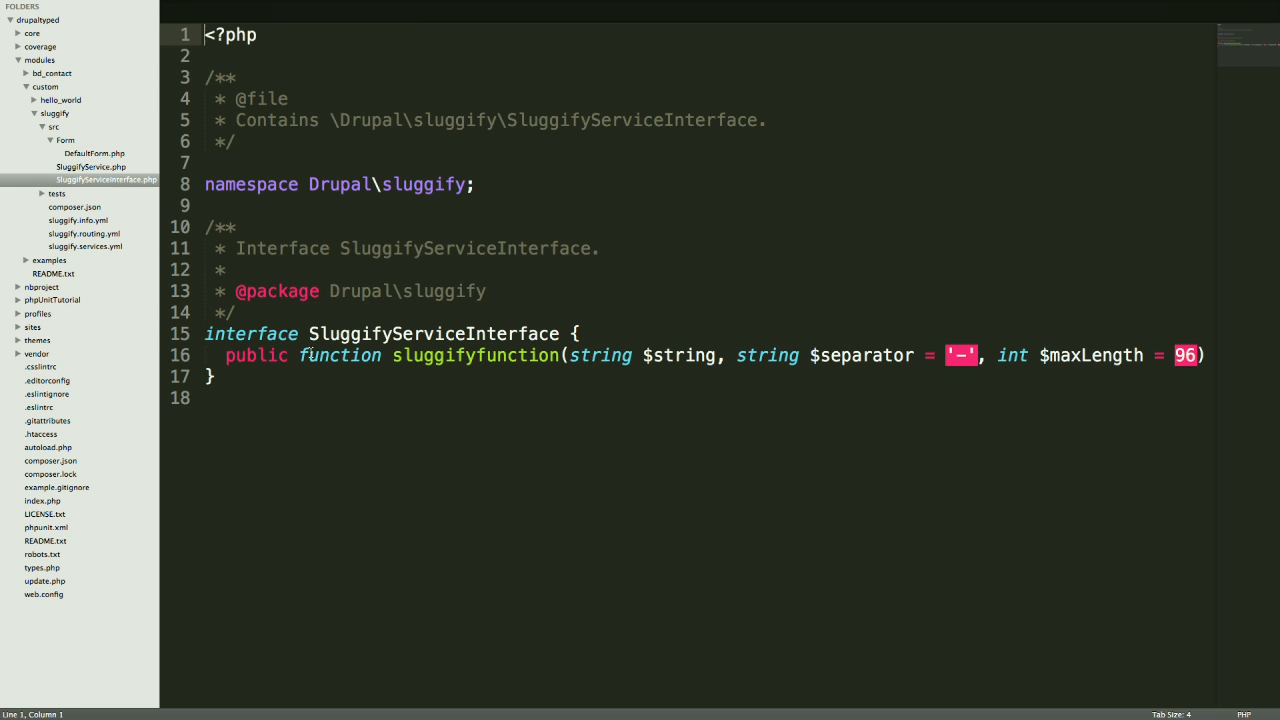 FOLDERS
drupaltyped
core
coverage
modules
bd_contact
custom
hello_world
sluggify
src
Form
DefaultForm.php
SluggifyService.php
SluggifyServiceInterface.php
tests
composer.json
sluggify.info.yml
sluggify.routing.yml
sluggify.services.yml
examples
README.txt
nbproject
phpUnitTutorial
profiles
sites
themes
vendor
.csslintrc
.editorconfig
.eslintignore
.eslintrc
.gitattributes
.htaccess
autoload.php
composer.json
composer.lock
example.gitignore
index.php
LICENSE.txt
phpunit.xml
README.txt
robots.txt
types.php
update.php
web.config
1 <?php
2
3 /**
4  * @file
5  * Contains \Drupal\sluggify\SluggifyServiceInterface.
6  */
7
8 namespace Drupal\sluggify;
9
10 /**
11  * Interface SluggifyServiceInterface.
12  *
13  * @package Drupal\sluggify
14  */
15 interface SluggifyServiceInterface {
16   public function sluggifyfunction(string $string, string $separator = '-', int $maxLength = 96)
17 }
18
Line 1, Column 1
Tab Size: 4
PHP